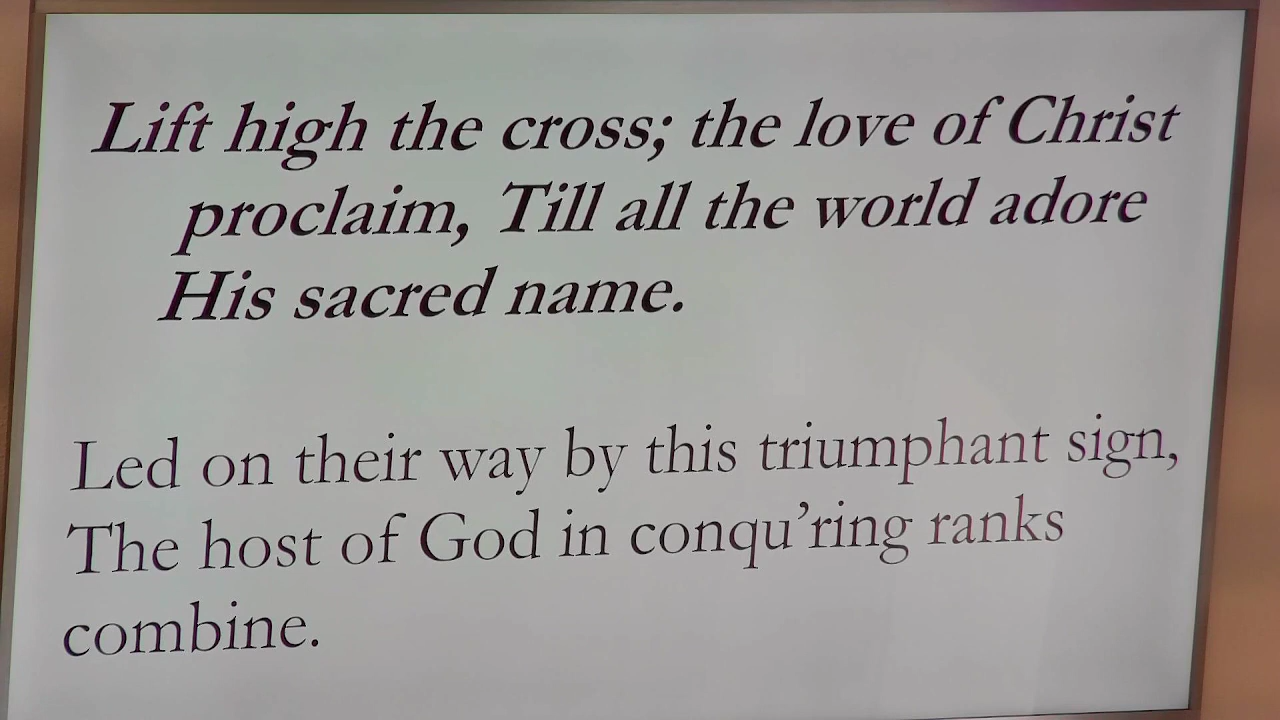 Lift high the cross; the love of Christ
proclaim, Till all the world adore
His sacred name.
Led on their way by this triumphant sign,
The host of God in conqu’ring ranks
combine.